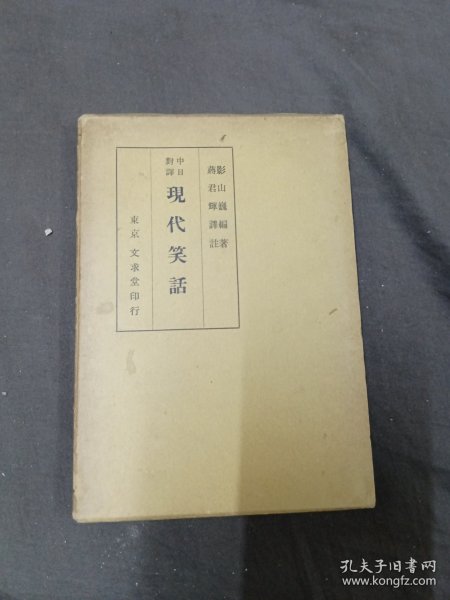 影山巍編著
蔣君輝譯註
中日
對譯
現代笑話
東京 文求堂印行
孔夫子旧书网
www.kongfz.com